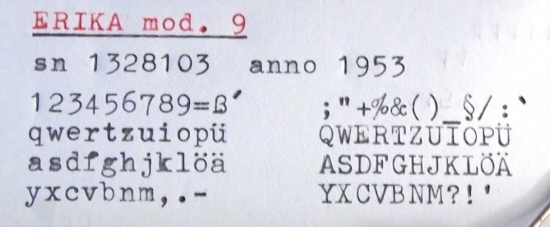 ERIKA mod. 9
sn 1328103 anno 1953
123456789=ß´ ;"+%&()_§/:`
qwertzuiopü QWERTZUIOPÜ
asdfghjklöä ASDFGHJKLÖÄ
yxcvbnm,.- YXCVBNM?!'